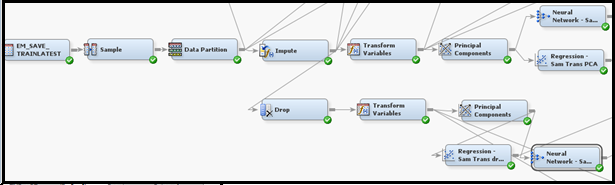 EM_SAVE_
TRAINLATEST
Sample
Data Partition
Impute
Transform
Variables
Principal
Components
Neural
Network - Sa...
Regression -
Sam Trans PCA
Drop
Transform
Variables
Principal
Components
Regression -
Sam Trans dr...
Neural
Network - Sa...